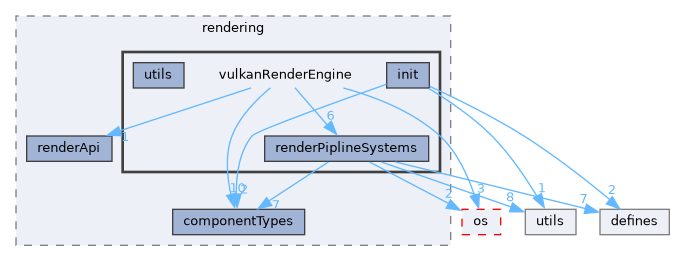 rendering
utils
vulkanRenderEngine
init
1
6
renderApi
renderPiplineSystems
10
2
7
2
3
8
1
7
2
componentTypes
os
utils
defines